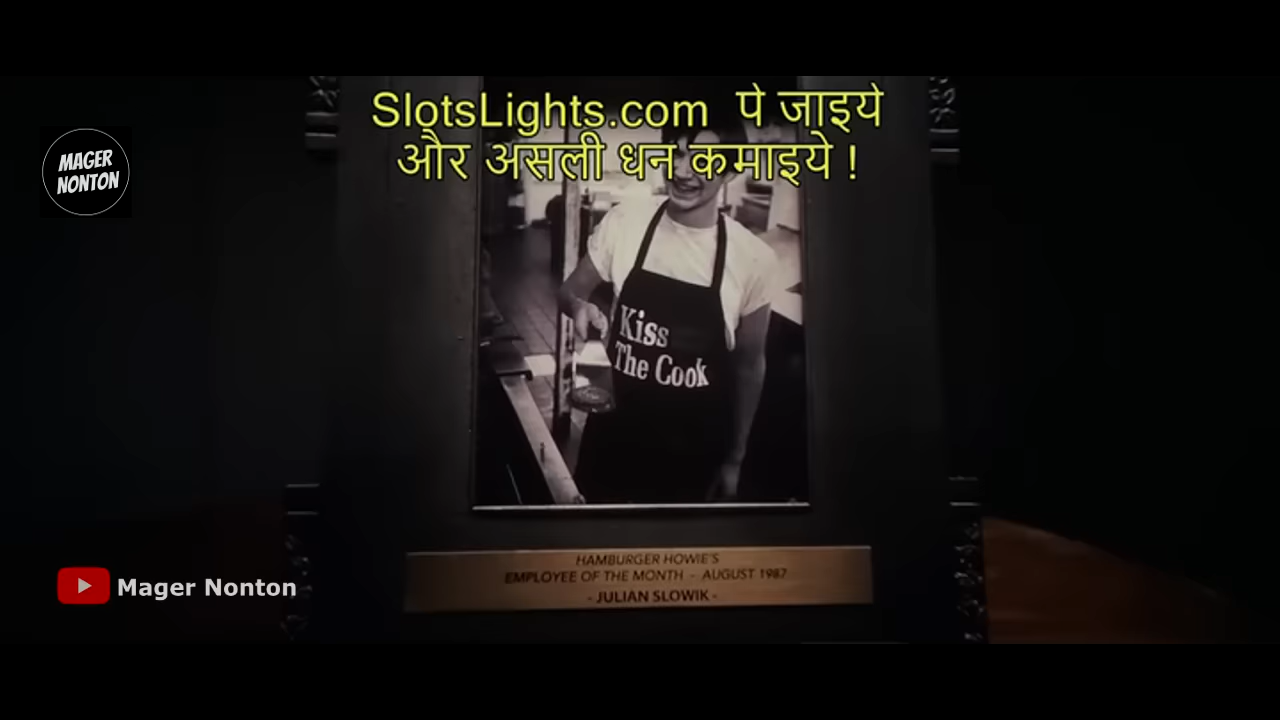 SlotsLights.com पे जाइये
और असली धन कमाइये !
MAGER
NONTON
Kiss
The Cook
HAMBURGER HOWIE'S
EMPLOYEE OF THE MONTH - AUGUST 1987
- JULIAN SLOWIK -
Mager Nonton